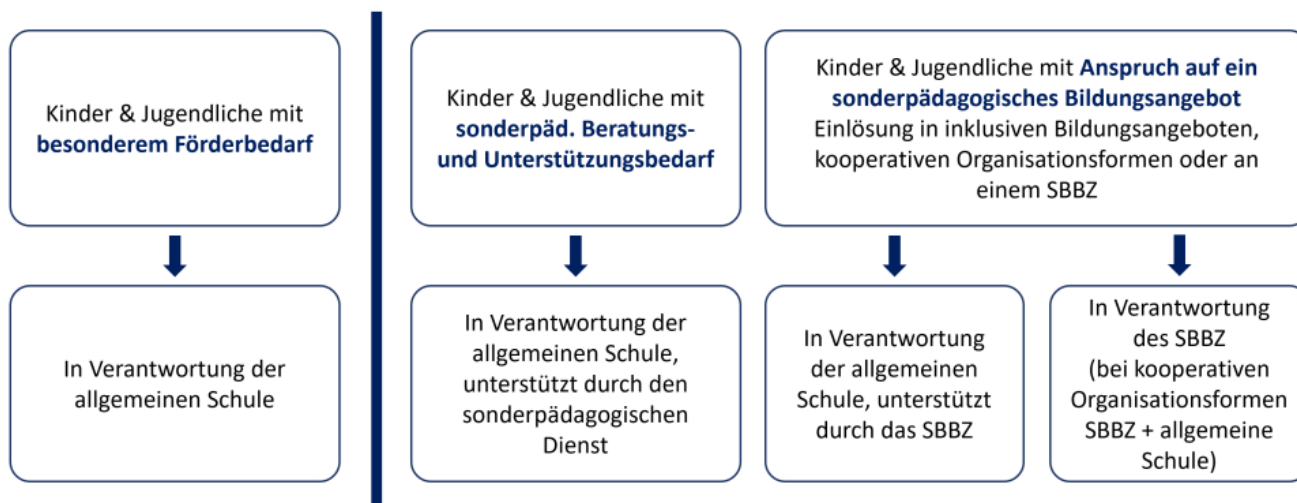 Kinder & Jugendliche mit
besonderem Förderbedarf
Kinder & Jugendliche mit
sonderpäd. Beratungs-
und Unterstützungsbedarf
Kinder & Jugendliche mit Anspruch auf ein
sonderpädagogisches Bildungsangebot
Einlösung in inklusiven Bildungsangeboten,
kooperativen Organisationsformen oder an
einem SBBZ
In Verantwortung der
allgemeinen Schule
In Verantwortung der
allgemeinen Schule,
unterstützt durch den
sonderpädagogischen
Dienst
In Verantwortung
der allgemeinen
Schule, unterstützt
durch das SBBZ
In Verantwortung
des SBBZ
(bei kooperativen
Organisationsformen
SBBZ + allgemeine
Schule)